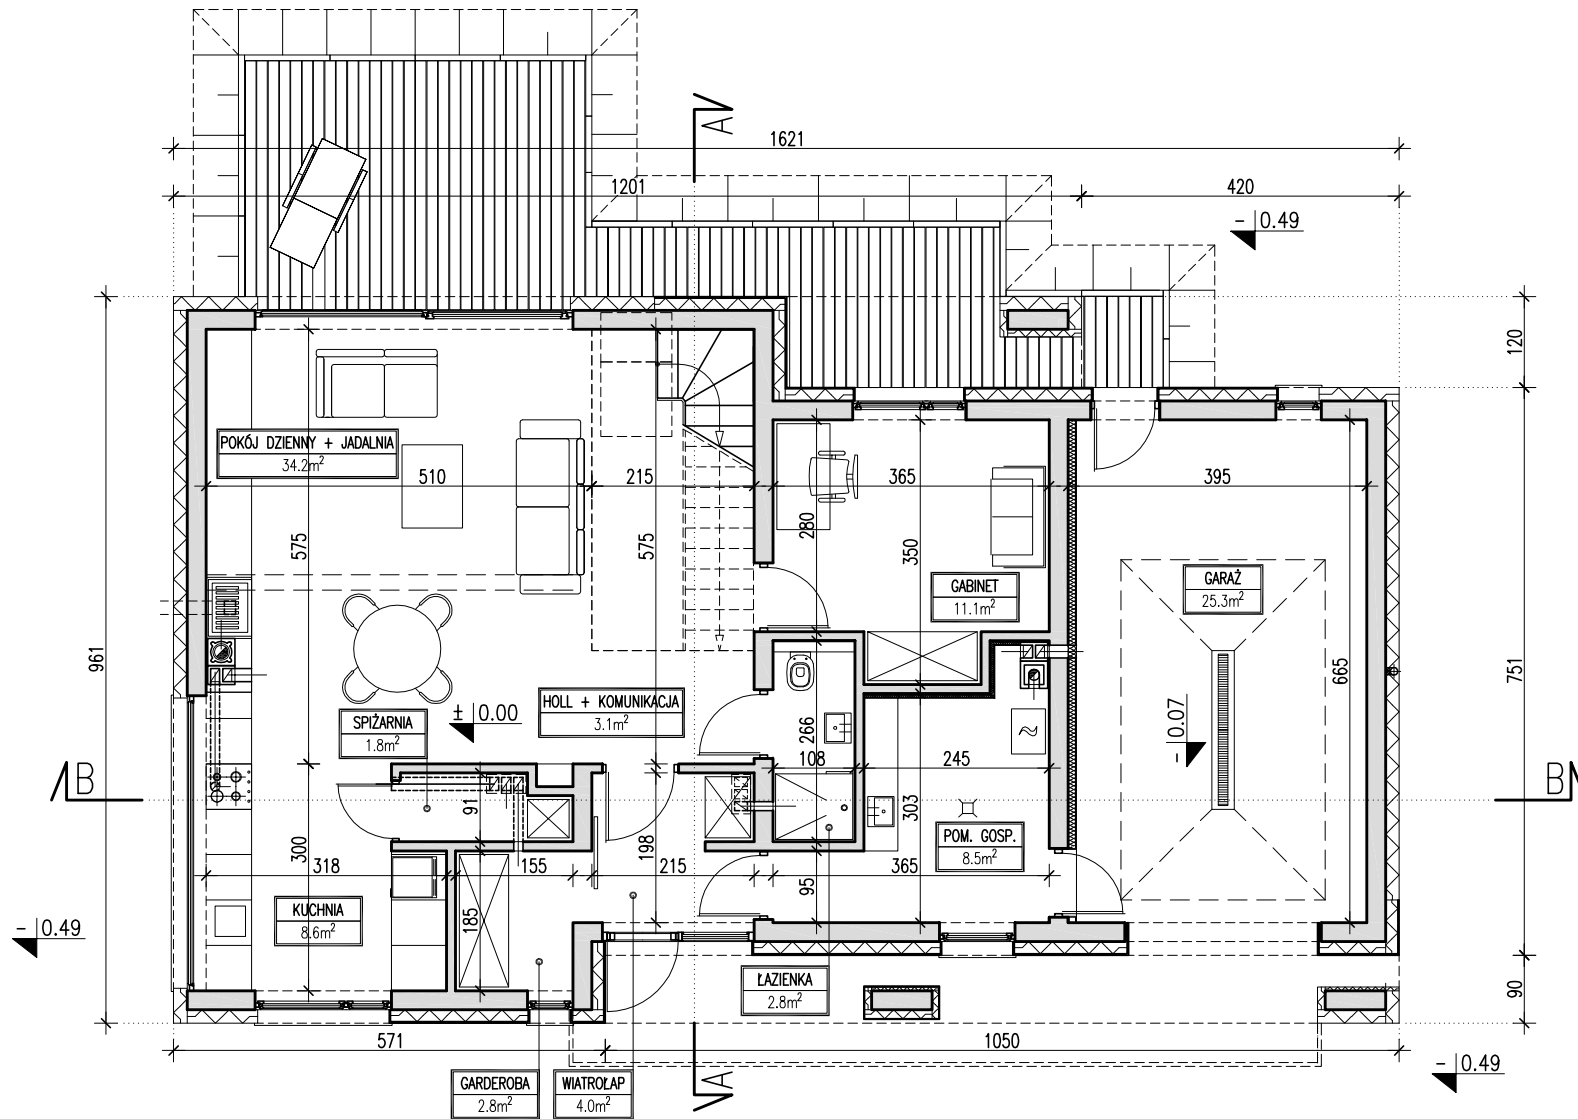 A
1621
1201
420
- 0.49
120
POKÓJ DZIENNY + JADALNIA
34.2m²
510
215
365
395
280
350
575
575
GABINET
11.1m²
GARAŻ
25.3m²
961
665
751
HOLL + KOMUNIKACJA
3.1m²
SPIŻARNIA
1.8m²
± 0.00
266
- 0.07
108
245
B
B
91
303
300
198
POM. GOSP.
8.5m²
318
155
215
365
95
185
KUCHNIA
8.6m²
- 0.49
ŁAZIENKA
2.8m²
90
571
1050
- 0.49
GARDEROBA
2.8m²
WIATROŁAP
4.0m²
A